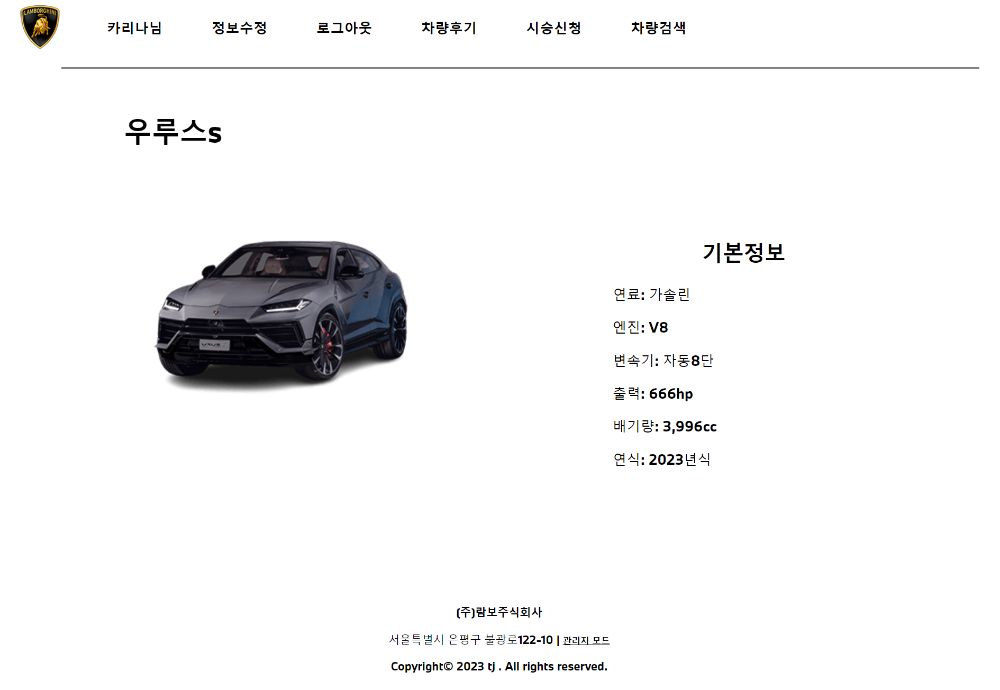 LAMBORGHINI
카리나님 정보수정 로그아웃 차량후기 시승신청 차량검색
우루스s
기본정보
연료: 가솔린
엔진: V8
변속기: 자동8단
출력: 666hp
배기량: 3,996cc
연식: 2023년식
(주)람보주식회사
서울특별시 은평구 불광로122-10 | 관리자 모드
Copyright© 2023 tj . All rights reserved.